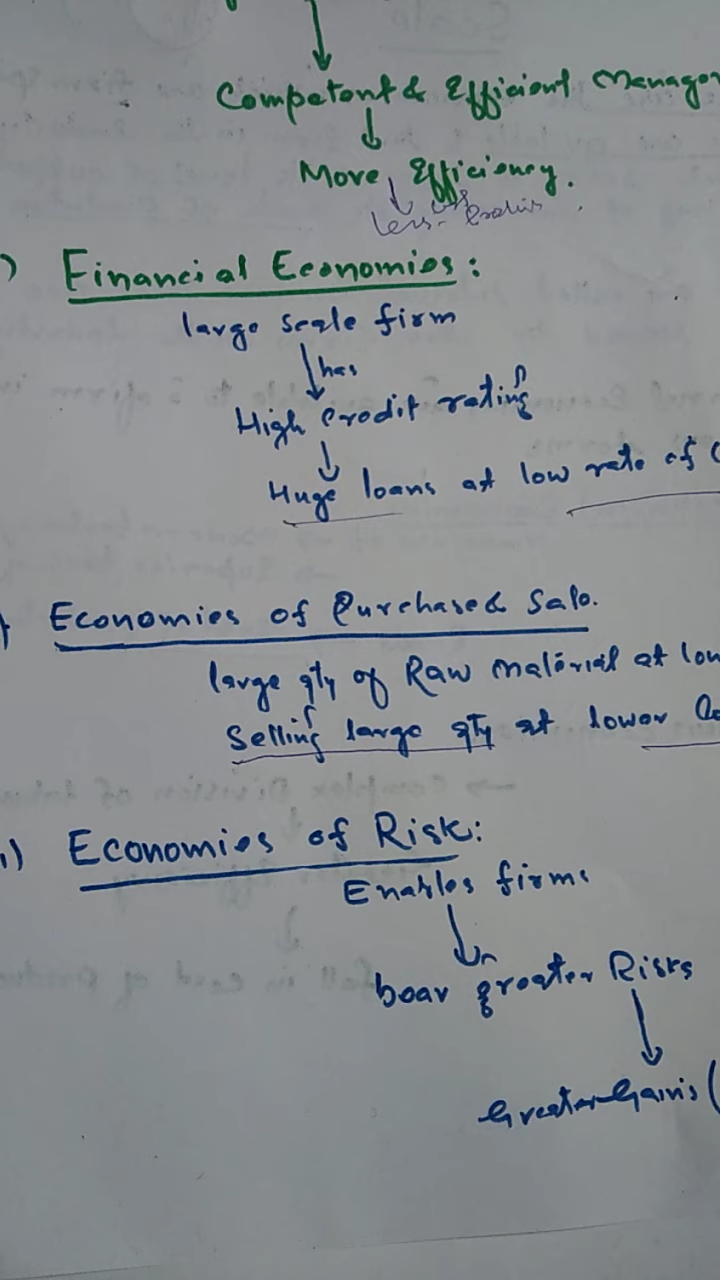 Competent & Efficient Manager
More Efficiency.
) Financial Economies:
large scale firm
has
High credit rating
Huge loans at low rate of
Economies of Purchase & Sale.
large qty of Raw Material at low
Selling large qty at lower
) Economies of Risk:
Enables firms
bear greater Risks
Greater Gains (